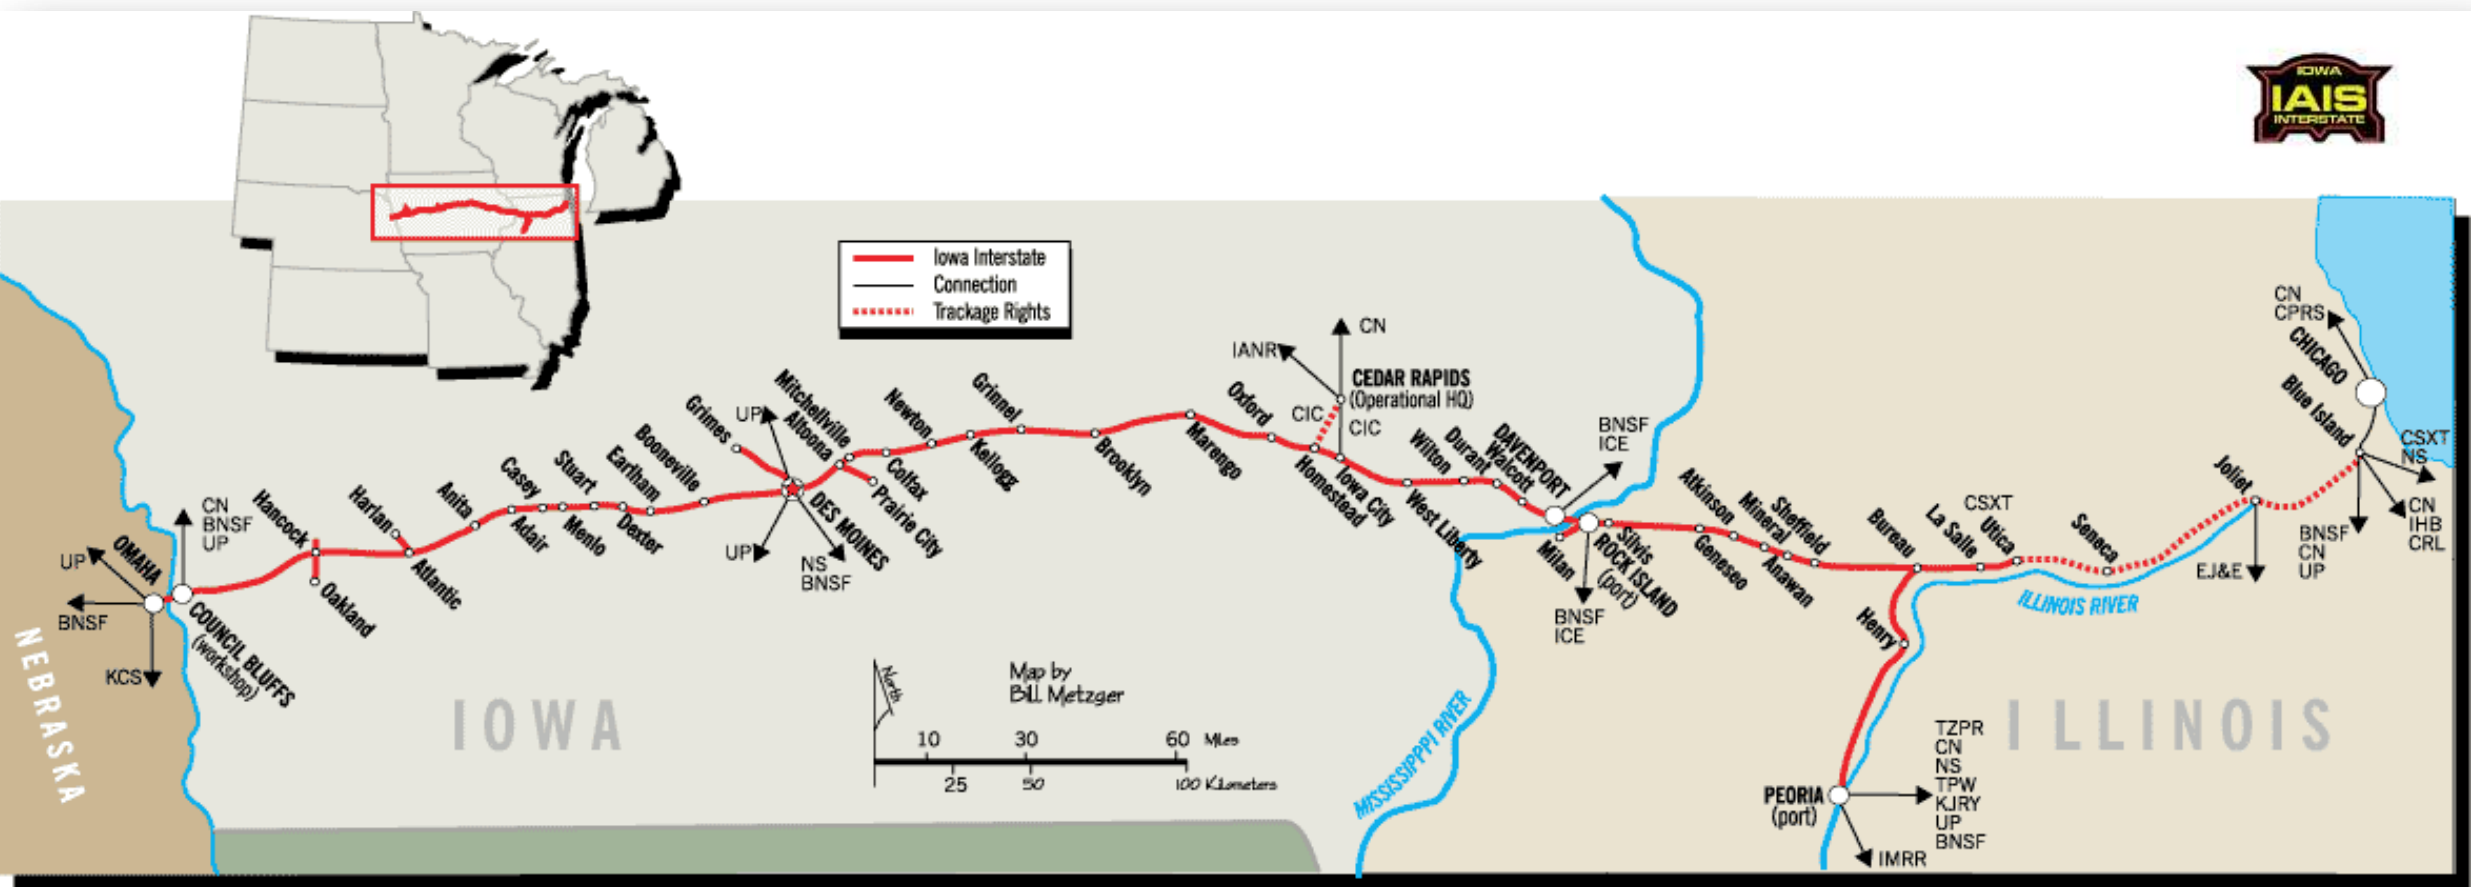 IOWA
IAIS
INTERSTATE
Iowa Interstate
Connection
Trackage Rights
UP
BNSF
KCS
OMAHA
CN
BNSF
UP
COUNCIL BLUFFS
(workshop)
Hancock
Oakland
Harlan
Atlantic
Anita
Casey
Adair
Stuart
Menlo
Earlham
Dexter
Booneville
Grimes
UP
UP
NS
BNSF
DES MOINES
Mitchellville
Altoona
Prairie City
Colfax
Newton
Kellogg
Grinnel
Brooklyn
Marengo
Oxford
Homestead
IANR
CN
CEDAR RAPIDS
(Operational HQ)
CIC
CIC
Iowa City
West Liberty
Wilton
Durant
Walcott
DAVENPORT
BNSF
ICE
Milan
ROCK ISLAND
(port)
BNSF
ICE
Silvis
Geneseo
Atkinson
Mineral
Anawan
Sheffield
Bureau
Henry
La Salle
CSXT
Utica
Seneca
Joliet
EJ&E
CN
CPRS
CHICAGO
Blue Island
CSXT
NS
CN
IHB
CRL
BNSF
CN
UP
ILLINOIS RIVER
MISSISSIPPI RIVER
NEBRASKA
IOWA
ILLINOIS
North
Map by
Bill Metzger
10 30 60 Miles
25 50 100 Kilometers
PEORIA
(port)
TZPR
CN
NS
TPW
KJRY
UP
BNSF
IMRR